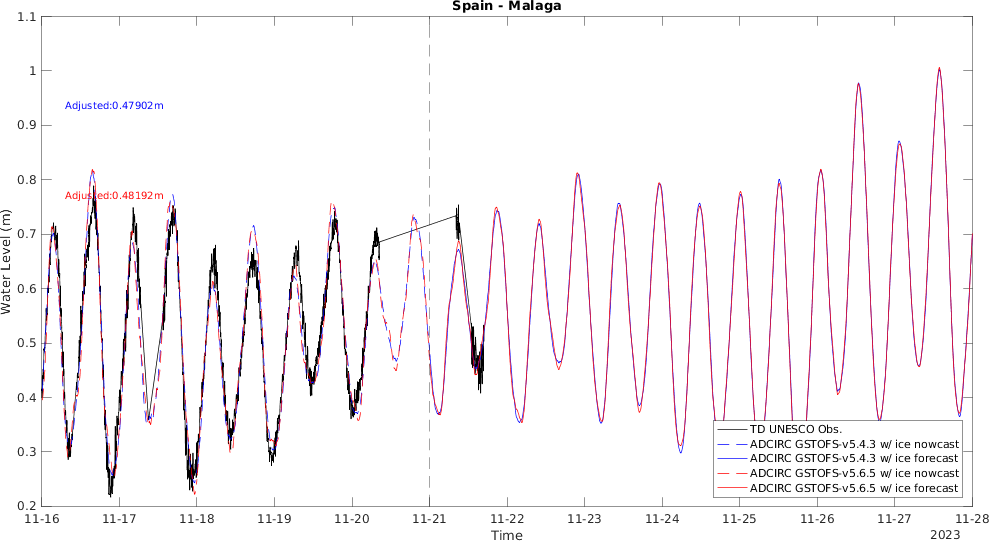 Spain - Malaga
1.1
1
0.9
0.8
0.7
0.6
0.5
0.4
0.3
0.2
Water Level (m)
Adjusted:0.47902m
Adjusted:0.48192m
TD UNESCO Obs.
ADCIRC GSTOFS-v5.4.3 w/ ice nowcast
ADCIRC GSTOFS-v5.4.3 w/ ice forecast
ADCIRC GSTOFS-v5.6.5 w/ ice nowcast
ADCIRC GSTOFS-v5.6.5 w/ ice forecast
11-16 11-17 11-18 11-19 11-20 11-21 11-22 11-23 11-24 11-25 11-26 11-27 11-28
Time
2023